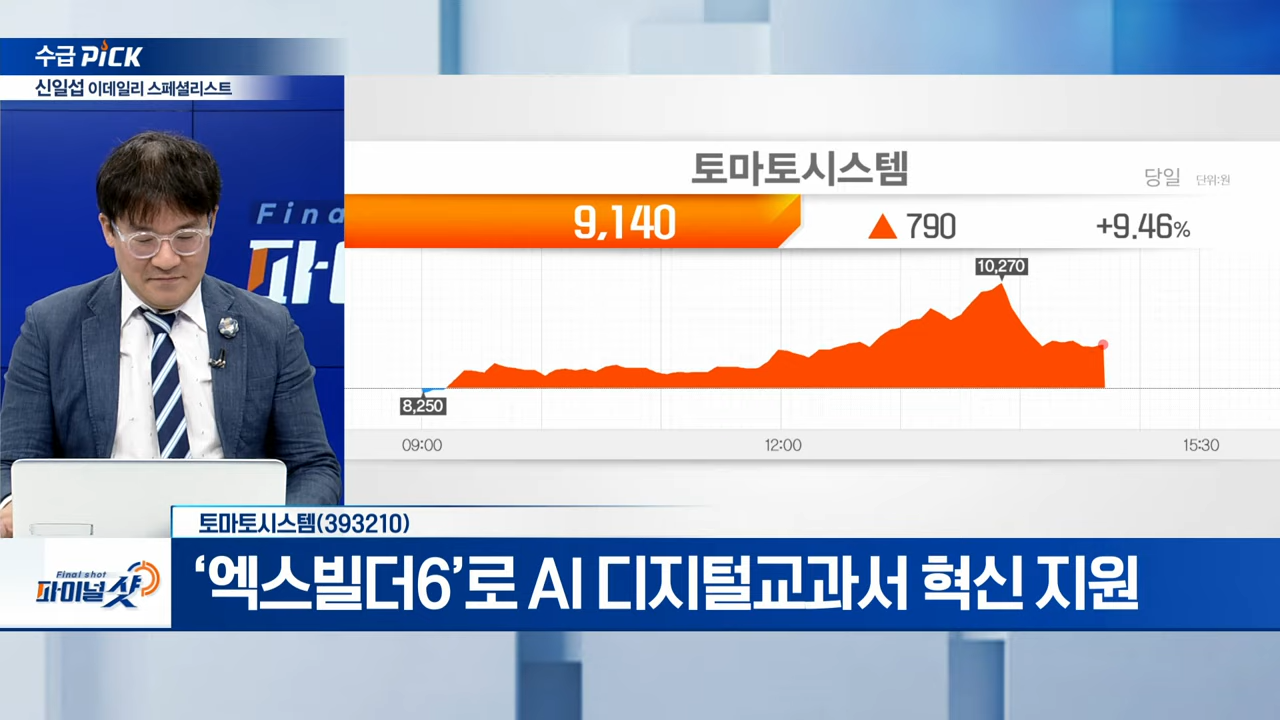 수급 PICK
신일섭 이데일리 스페셜리스트
Fina
파이
토마토시스템
당일 단위:원
9,140 ▲ 790 +9.46%
10,270
8,250
09:00 12:00 15:30
토마토시스템(393210)
Final shot
파이널샷
‘엑스빌더6’로 AI 디지털교과서 혁신 지원